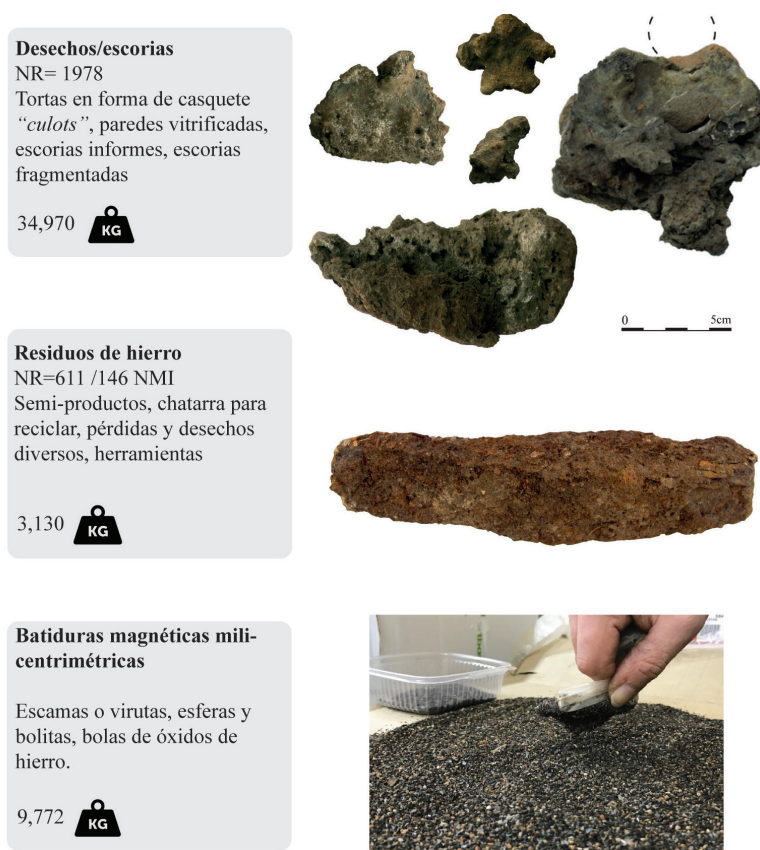 Desechos/escorias
NR= 1978
Tortas en forma de casquete
“culots”, paredes vitrificadas,
escorias informes, escorias
fragmentadas
34,970 KG
0 5cm
Residuos de hierro
NR=611 /146 NMI
Semi-productos, chatarra para
reciclar, pérdidas y desechos
diversos, herramientas
3,130 KG
Batiduras magnéticas mili-
centrimétricas
Escamas o virutas, esferas y
bolitas, bolas de óxidos de
hierro.
9,772 KG